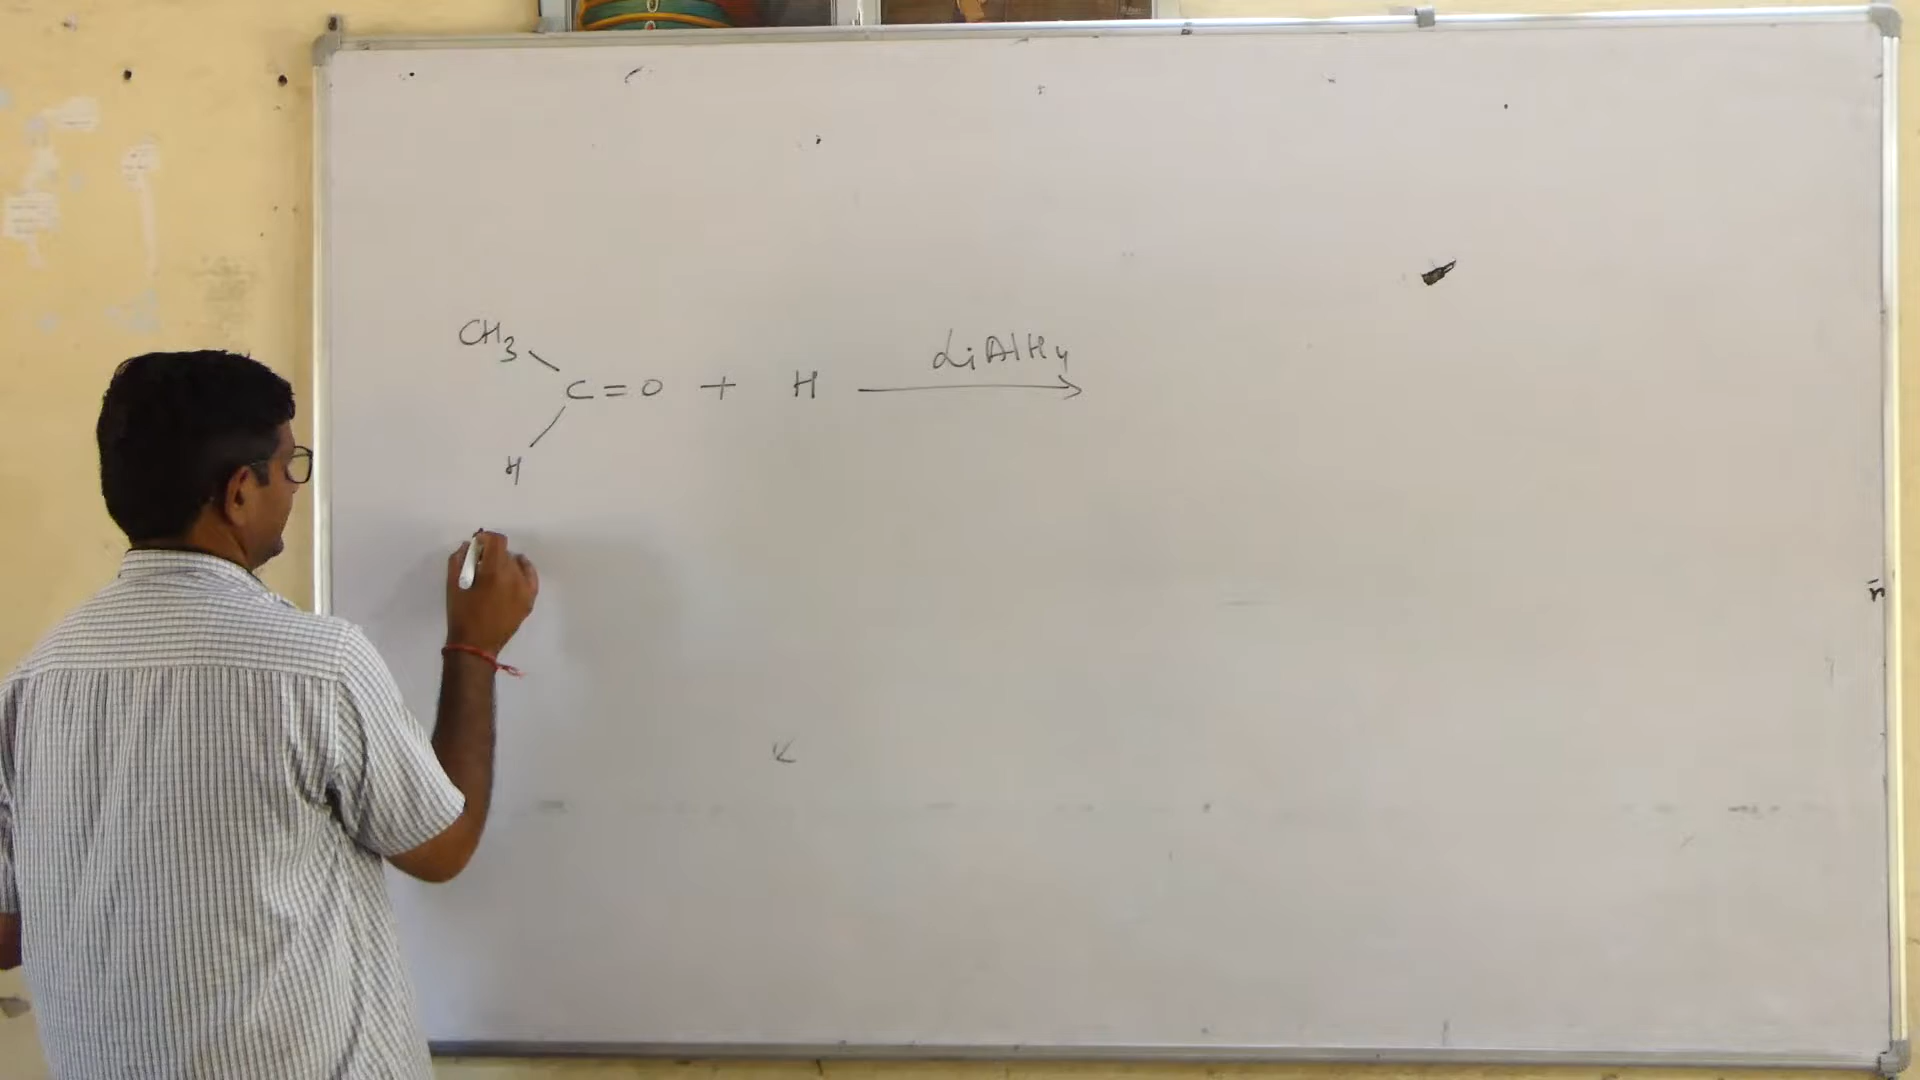 CH3
LiAlH4
C=O + H ⟶
H